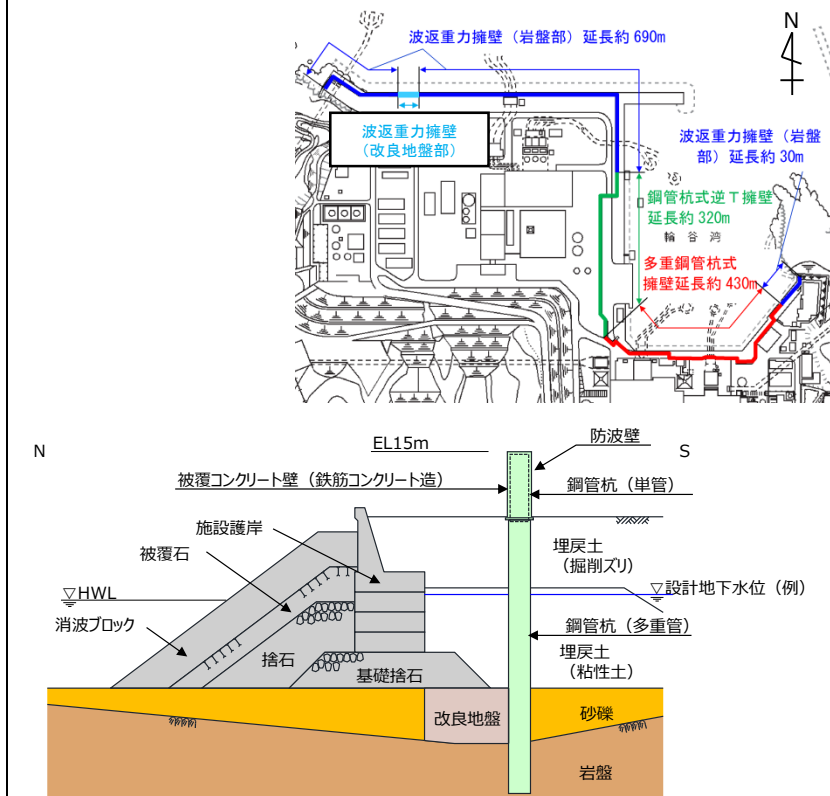 N
波返重力擁壁（岩盤部）延長約 690m
波返重力擁壁
（改良地盤部）
波返重力擁壁（岩盤
部）延長約 30m
鋼管杭式逆Ｔ擁壁
延長約 320m
輪谷湾
多重鋼管杭式
擁壁延長約 430m
N
EL15m
防波壁
S
被覆コンクリート壁（鉄筋コンクリート造）
鋼管杭（単管）
施設護岸
被覆石
埋戻土
（掘削ズリ）
▽HWL
▽設計地下水位（例）
消波ブロック
鋼管杭（多重管）
捨石
埋戻土
（粘性土）
基礎捨石
改良地盤
砂礫
岩盤